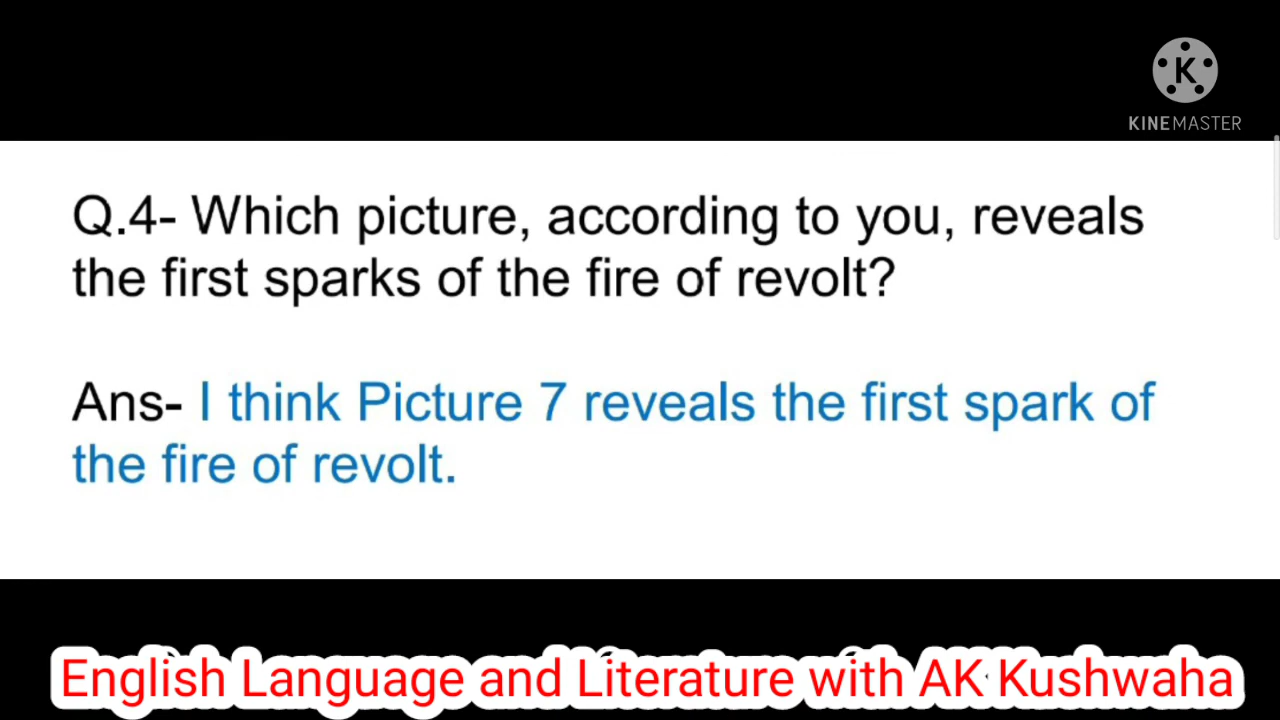 KINEMASTER
Q.4- Which picture, according to you, reveals
the first sparks of the fire of revolt?
Ans- I think Picture 7 reveals the first spark of
the fire of revolt.
English Language and Literature with AK Kushwaha